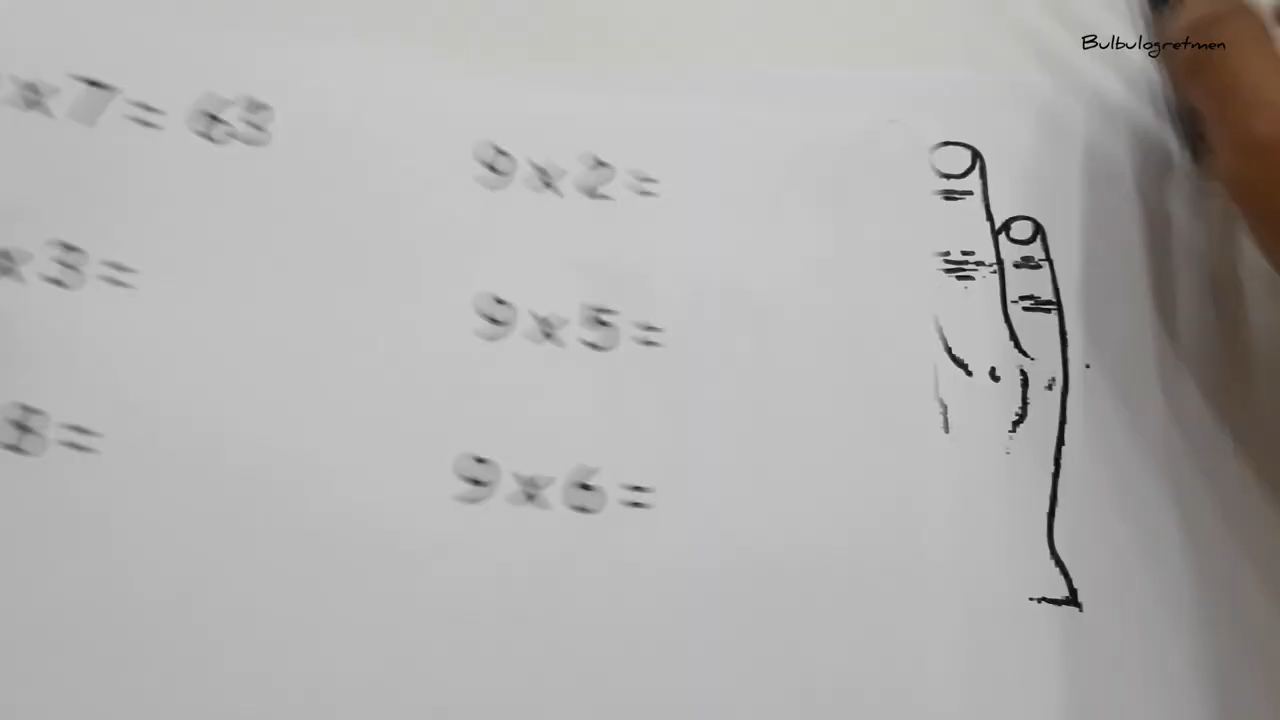 Bulbulogretmen
x7= 63
9x2=
x3=
9x5=
8=
9x6=